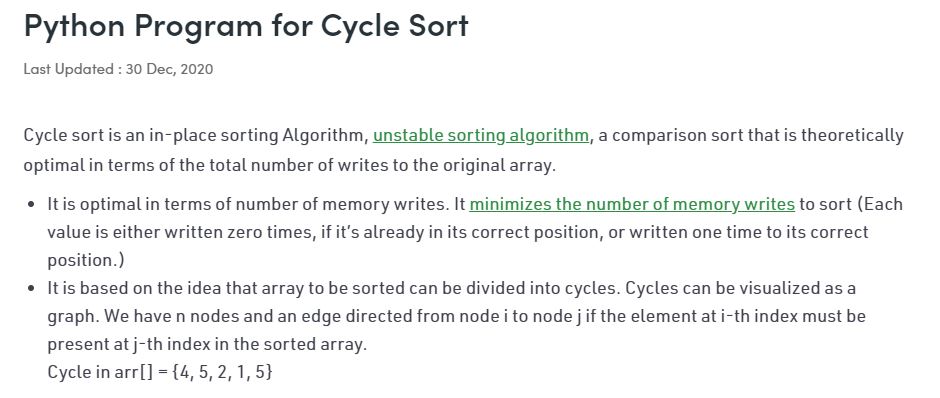 Python Program for Cycle Sort
Last Updated : 30 Dec, 2020
Cycle sort is an in-place sorting Algorithm, unstable sorting algorithm, a comparison sort that is theoretically
optimal in terms of the total number of writes to the original array.
• It is optimal in terms of number of memory writes. It minimizes the number of memory writes to sort (Each
value is either written zero times, if it’s already in its correct position, or written one time to its correct
position.)
• It is based on the idea that array to be sorted can be divided into cycles. Cycles can be visualized as a
graph. We have n nodes and an edge directed from node i to node j if the element at i-th index must be
present at j-th index in the sorted array.
Cycle in arr[] = {4, 5, 2, 1, 5}